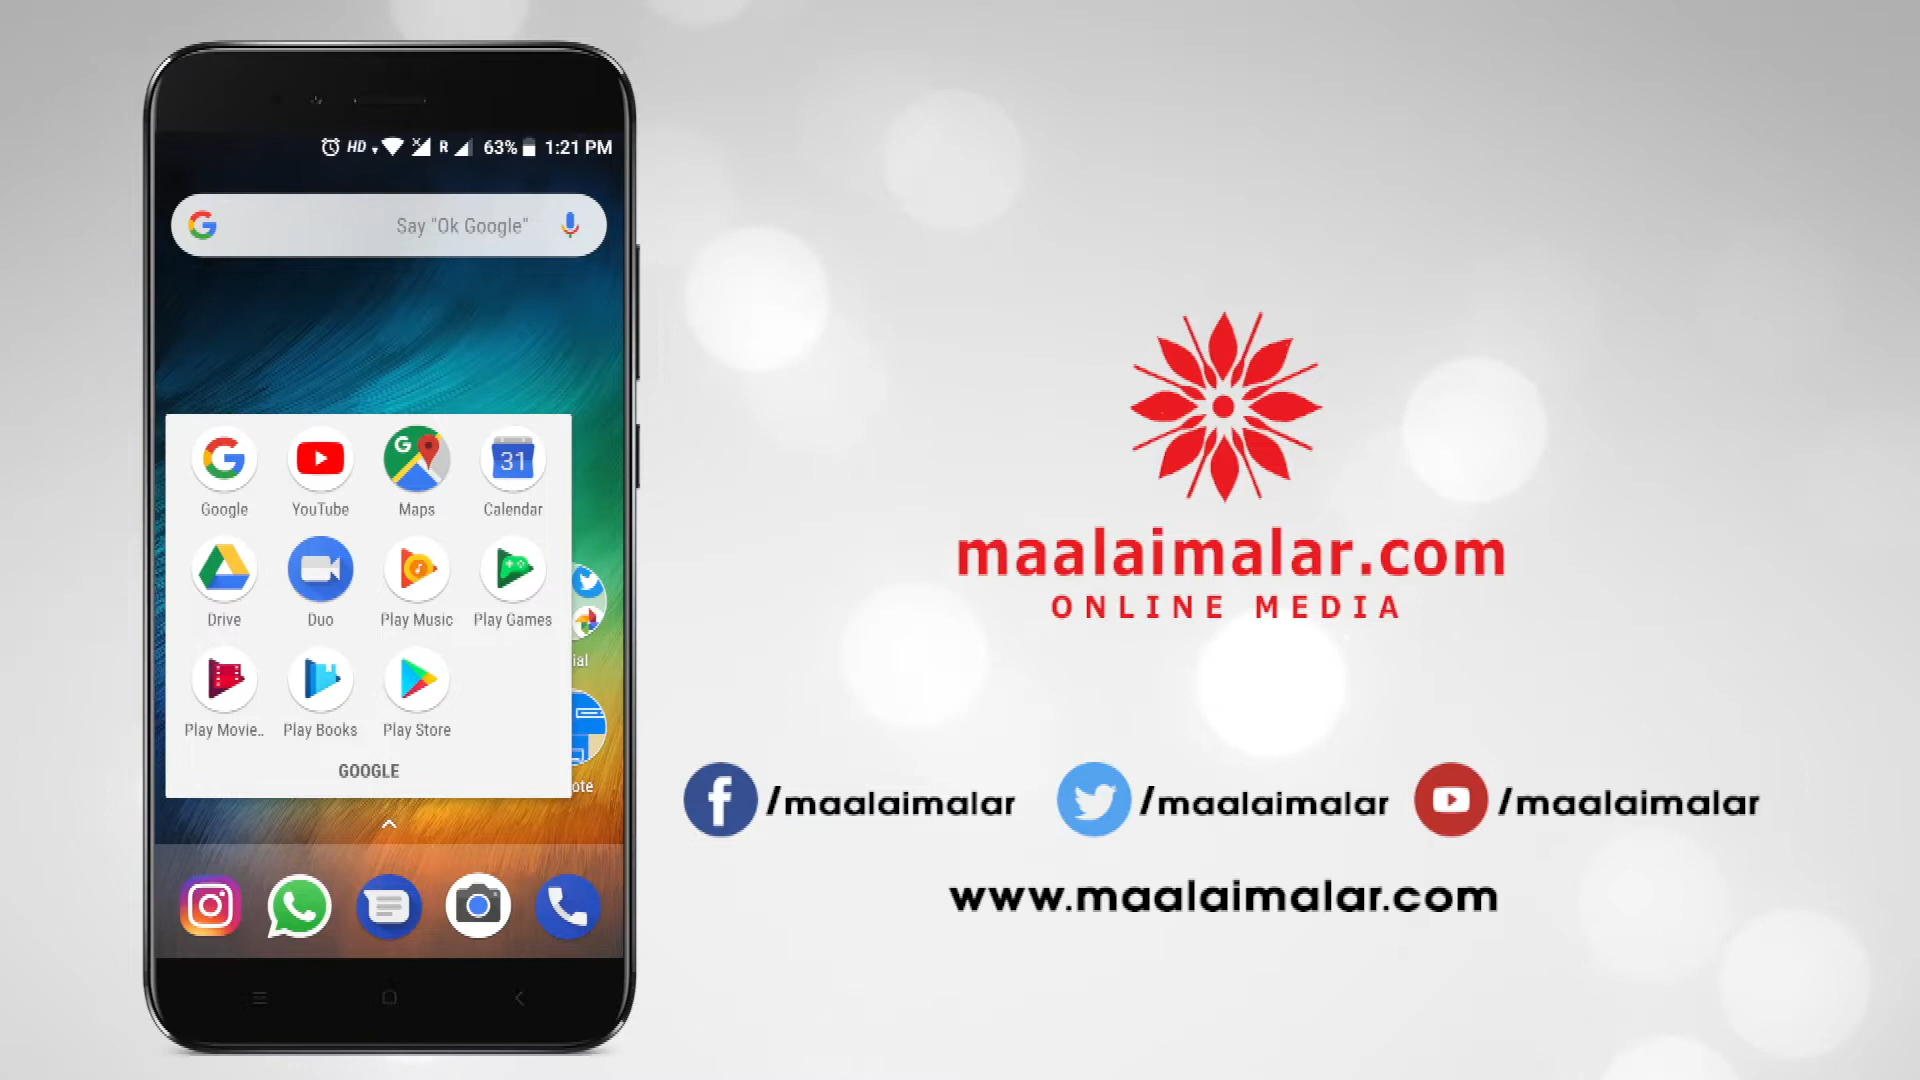 HD R 63% 1:21 PM
G Say "Ok Google"
G 31
Google YouTube Maps Calendar
Drive Duo Play Music Play Games
ial
Play Movie.. Play Books Play Store
GOOGLE
ote
maalaimalar.com
ONLINE MEDIA
f /maalaimalar /maalaimalar /maalaimalar
www.maalaimalar.com